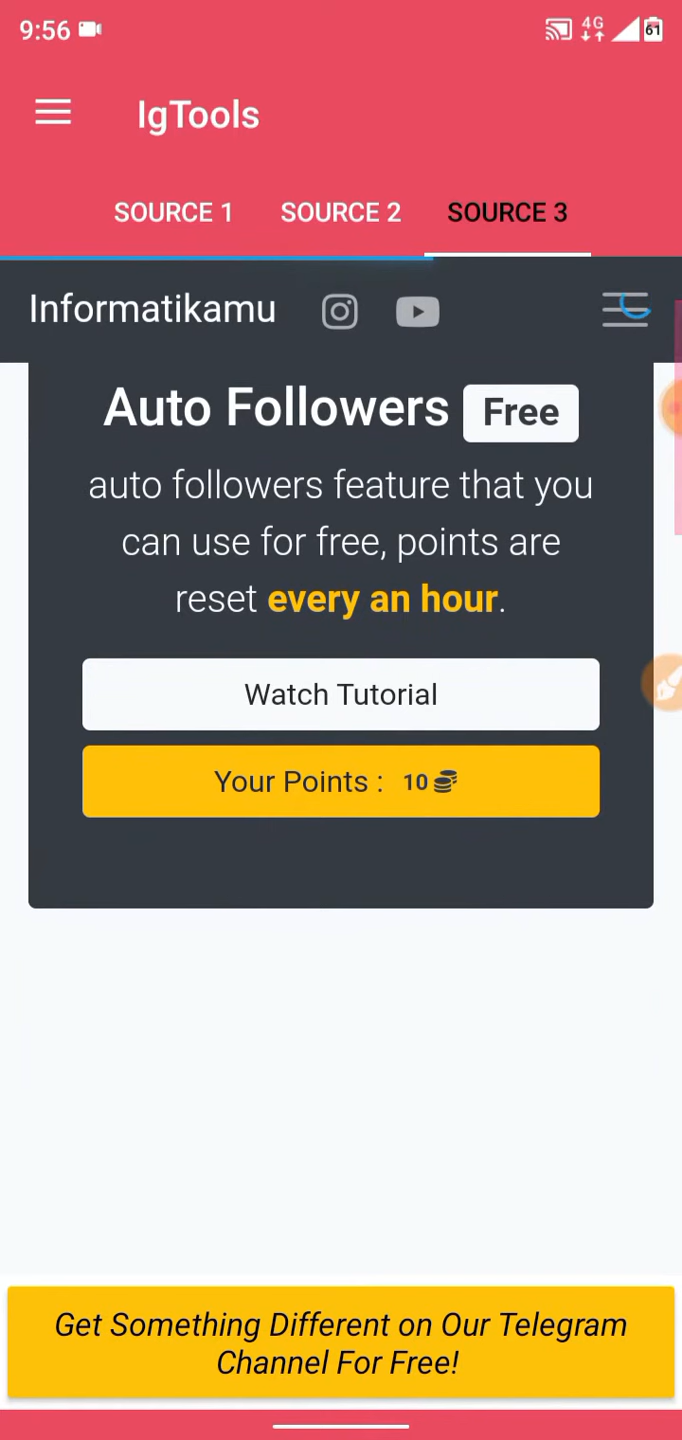 9:56
4G
61
IgTools
SOURCE 1
SOURCE 2
SOURCE 3
Informatikamu
Auto Followers Free
auto followers feature that you
can use for free, points are
reset every an hour.
Watch Tutorial
Your Points : 10
Get Something Different on Our Telegram
Channel For Free!